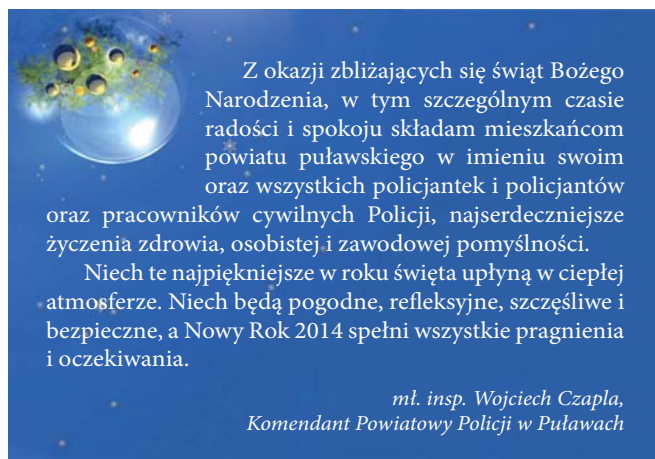 Z okazji zbliżających się świąt Bożego
Narodzenia, w tym szczególnym czasie
radości i spokoju składam mieszkańcom
powiatu puławskiego w imieniu swoim
oraz wszystkich policjantek i policjantów
oraz pracowników cywilnych Policji, najserdeczniejsze
życzenia zdrowia, osobistej i zawodowej pomyślności.
Niech te najpiękniejsze w roku święta upłyną w ciepłej
atmosferze. Niech będą pogodne, refleksyjne, szczęśliwe i
bezpieczne, a Nowy Rok 2014 spełni wszystkie pragnienia
i oczekiwania.
mł. insp. Wojciech Czapla,
Komendant Powiatowy Policji w Puławach